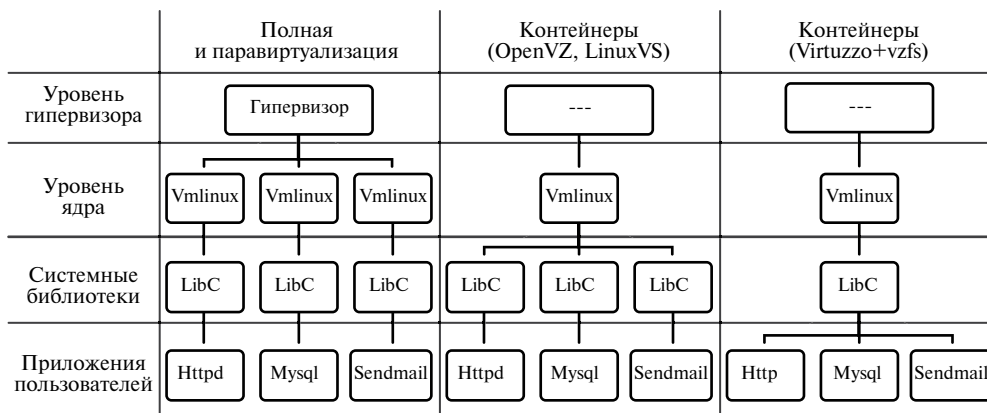 Полная
и паравиртуализация
Контейнеры
(OpenVZ, LinuxVS)
Контейнеры
(Virtuzzo+vzfs)
Уровень
гипервизора
Гипервизор
---
---
Уровень
ядра
Vmlinux
Vmlinux
Vmlinux
Vmlinux
Vmlinux
Системные
библиотеки
LibC
LibC
LibC
LibC
LibC
LibC
LibC
Приложения
пользователей
Httpd
Mysql
Sendmail
Httpd
Mysql
Sendmail
Http
Mysql
Sendmail